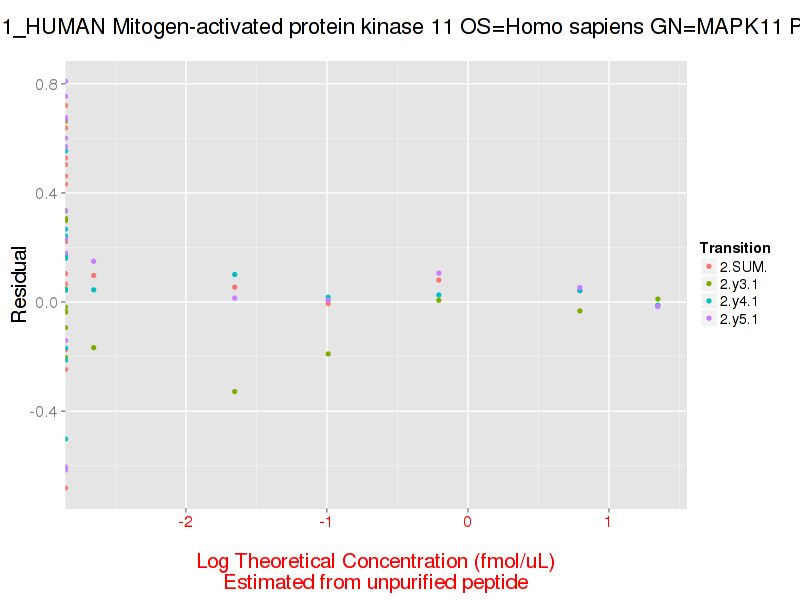 1_HUMAN Mitogen-activated protein kinase 11 OS=Homo sapiens GN=MAPK11 P
0.8
0.4
0.0
-0.4
Residual
-2
-1
0
1
Log Theoretical Concentration (fmol/uL)
Estimated from unpurified peptide
Transition
2.SUM.
2.y3.1
2.y4.1
2.y5.1